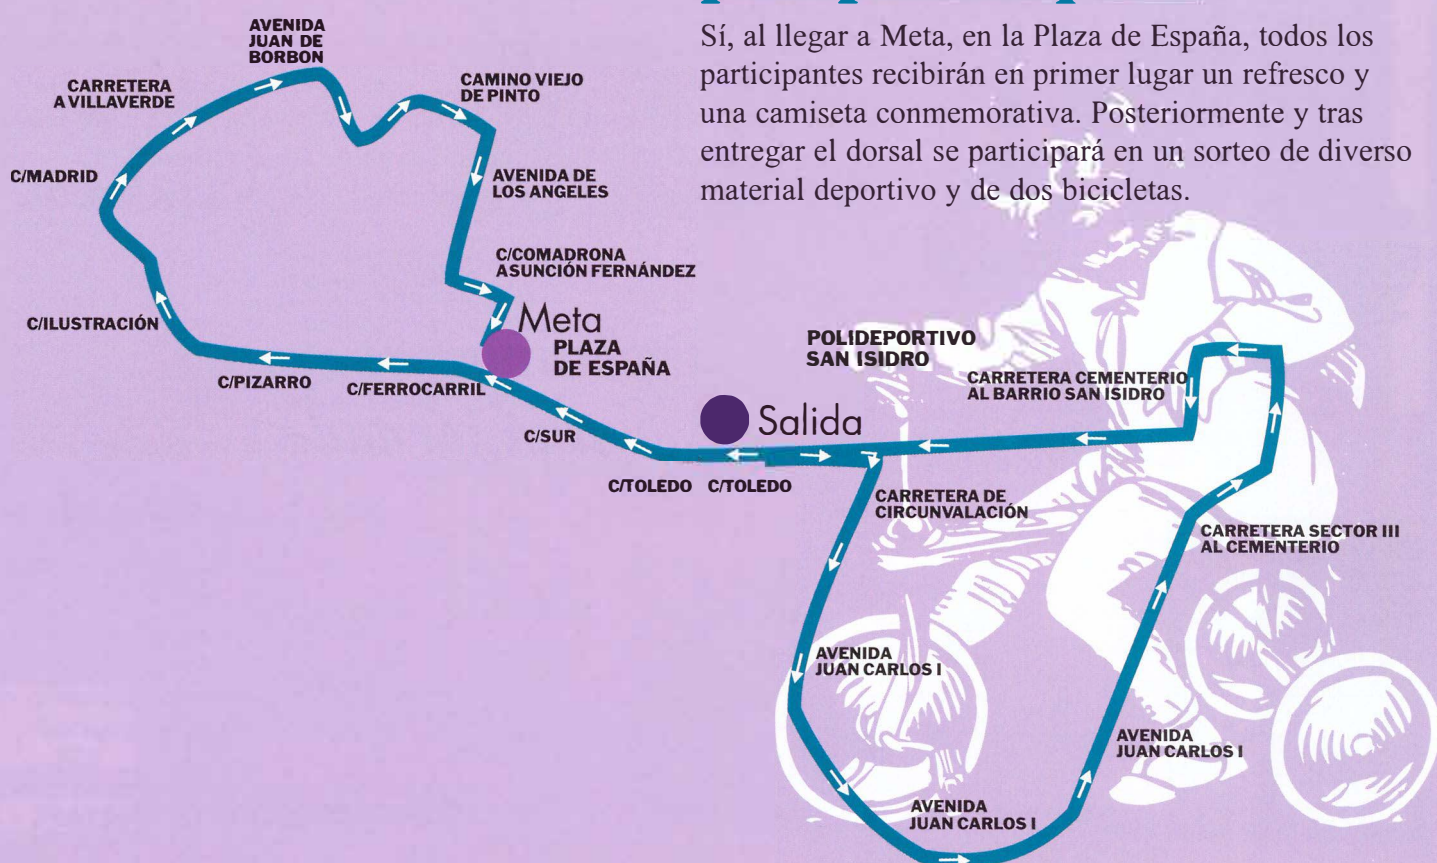 Sí, al llegar a Meta, en la Plaza de España, todos los
participantes recibirán en primer lugar un refresco y
una camiseta conmemorativa. Posteriormente y tras
entregar el dorsal se participará en un sorteo de diverso
material deportivo y de dos bicicletas.
AVENIDA
JUAN DE
BORBON
CARRETERA
A VILLAVERDE
CAMINO VIEJO
DE PINTO
C/MADRID
AVENIDA DE
LOS ANGELES
C/COMADRONA
ASUNCIÓN FERNÁNDEZ
C/ILUSTRACIÓN
Meta
PLAZA
DE ESPAÑA
C/PIZARRO
C/FERROCARRIL
POLIDEPORTIVO
SAN ISIDRO
CARRETERA CEMENTERIO
AL BARRIO SAN ISIDRO
Salida
C/SUR
C/TOLEDO
C/TOLEDO
CARRETERA DE
CIRCUNVALACIÓN
CARRETERA SECTOR III
AL CEMENTERIO
AVENIDA
JUAN CARLOS I
AVENIDA
JUAN CARLOS I
AVENIDA
JUAN CARLOS I